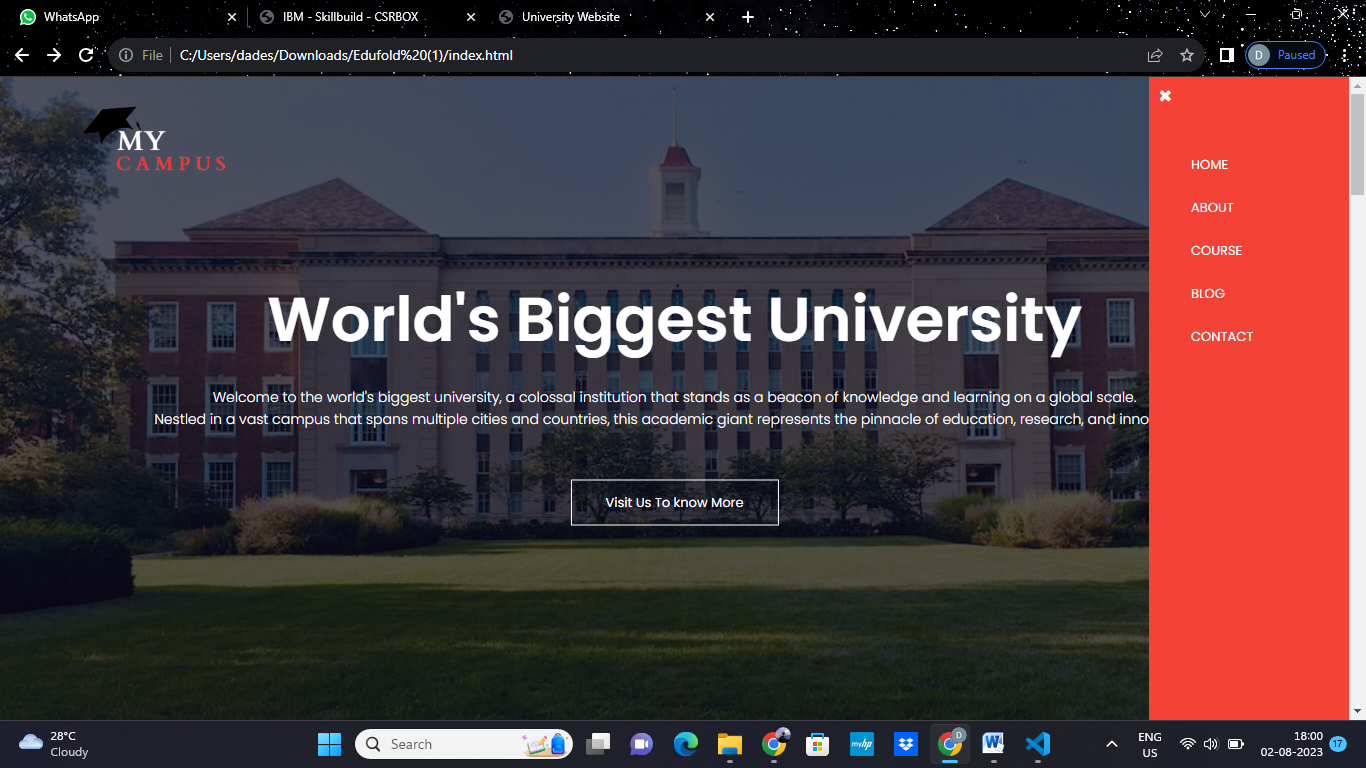 WhatsApp
IBM - Skillbuild - CSRBOX
University Website
File
C:/Users/dades/Downloads/Edufold%20(1)/index.html
D
Paused
MY
CAMPUS
HOME
ABOUT
COURSE
BLOG
CONTACT
World's Biggest University
Welcome to the world's biggest university, a colossal institution that stands as a beacon of knowledge and learning on a global scale.
Nestled in a vast campus that spans multiple cities and countries, this academic giant represents the pinnacle of education, research, and inno
Visit Us To know More
28°C
Cloudy
Search
myhp
D
W
ENG
US
18:00
02-08-2023
17